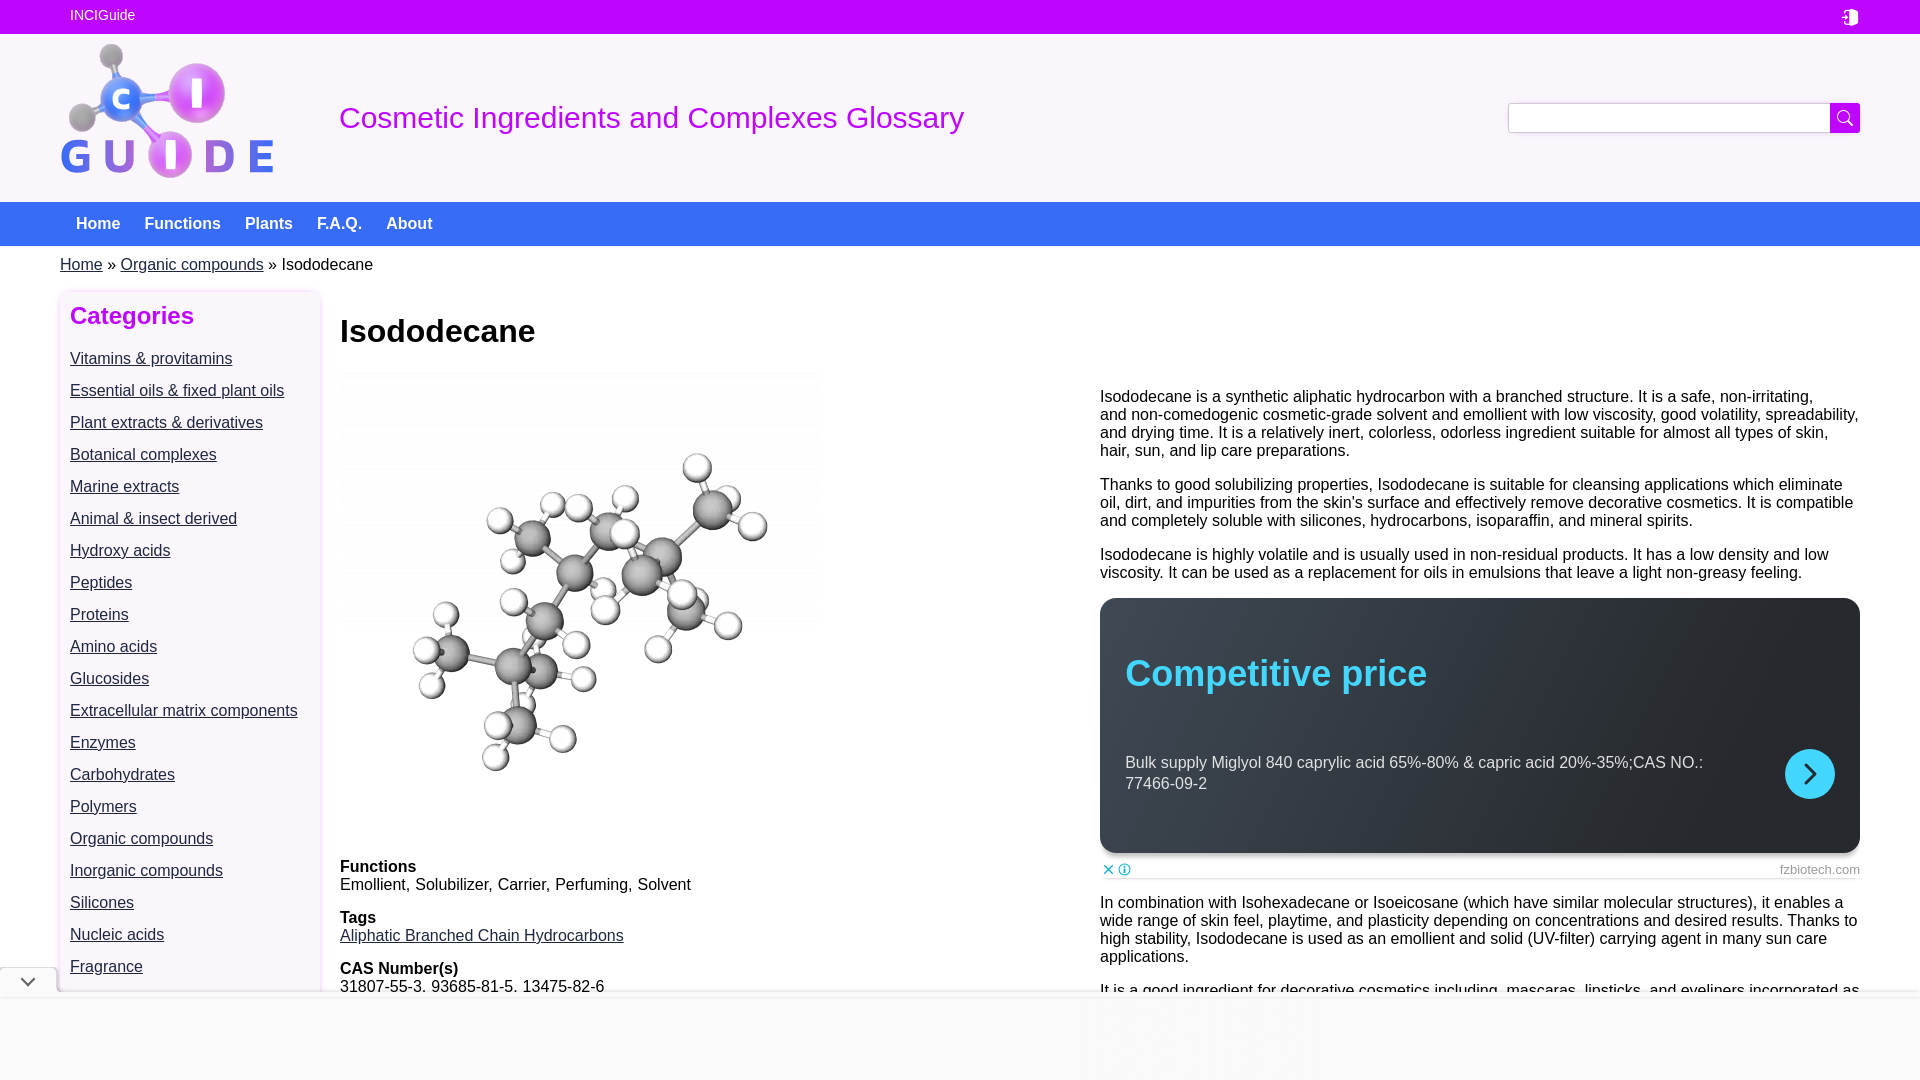 INCIGuide
C I
GUIDE
Cosmetic Ingredients and Complexes Glossary
Home Functions Plants F.A.Q. About
Home » Organic compounds » Isododecane
Categories
Vitamins & provitamins
Essential oils & fixed plant oils
Plant extracts & derivatives
Botanical complexes
Marine extracts
Animal & insect derived
Hydroxy acids
Peptides
Proteins
Amino acids
Glucosides
Extracellular matrix components
Enzymes
Carbohydrates
Polymers
Organic compounds
Inorganic compounds
Silicones
Nucleic acids
Fragrance
Isododecane
Functions
Emollient, Solubilizer, Carrier, Perfuming, Solvent
Tags
Aliphatic Branched Chain Hydrocarbons
CAS Number(s)
31807-55-3, 93685-81-5, 13475-82-6
Isododecane is a synthetic aliphatic hydrocarbon with a branched structure. It is a safe, non-irritating,
and non-comedogenic cosmetic-grade solvent and emollient with low viscosity, good volatility, spreadability,
and drying time. It is a relatively inert, colorless, odorless ingredient suitable for almost all types of skin,
hair, sun, and lip care preparations.
Thanks to good solubilizing properties, Isododecane is suitable for cleansing applications which eliminate
oil, dirt, and impurities from the skin's surface and effectively remove decorative cosmetics. It is compatible
and completely soluble with silicones, hydrocarbons, isoparaffin, and mineral spirits.
Isododecane is highly volatile and is usually used in non-residual products. It has a low density and low
viscosity. It can be used as a replacement for oils in emulsions that leave a light non-greasy feeling.
Competitive price
Bulk supply Miglyol 840 caprylic acid 65%-80% & capric acid 20%-35%;CAS NO.:
77466-09-2
fzbiotech.com
In combination with Isohexadecane or Isoeicosane (which have similar molecular structures), it enables a
wide range of skin feel, playtime, and plasticity depending on concentrations and desired results. Thanks to
high stability, Isododecane is used as an emollient and solid (UV-filter) carrying agent in many sun care
applications.
It is a good ingredient for decorative cosmetics including, mascaras, lipsticks, and eyeliners incorporated as